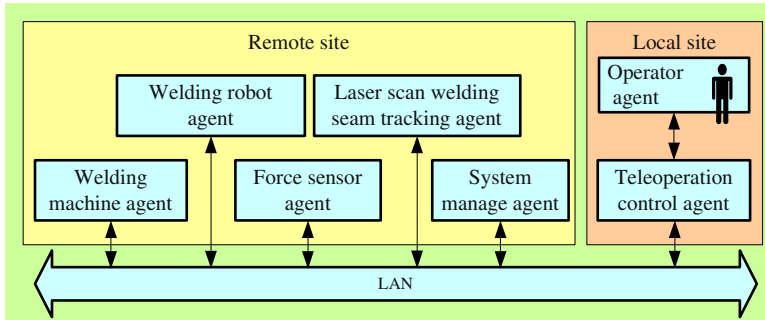 Remote site
Local site
Welding robot
agent
Laser scan welding
seam tracking agent
Operator
agent
Welding
machine agent
Force sensor
agent
System
manage agent
Teleoperation
control agent
LAN